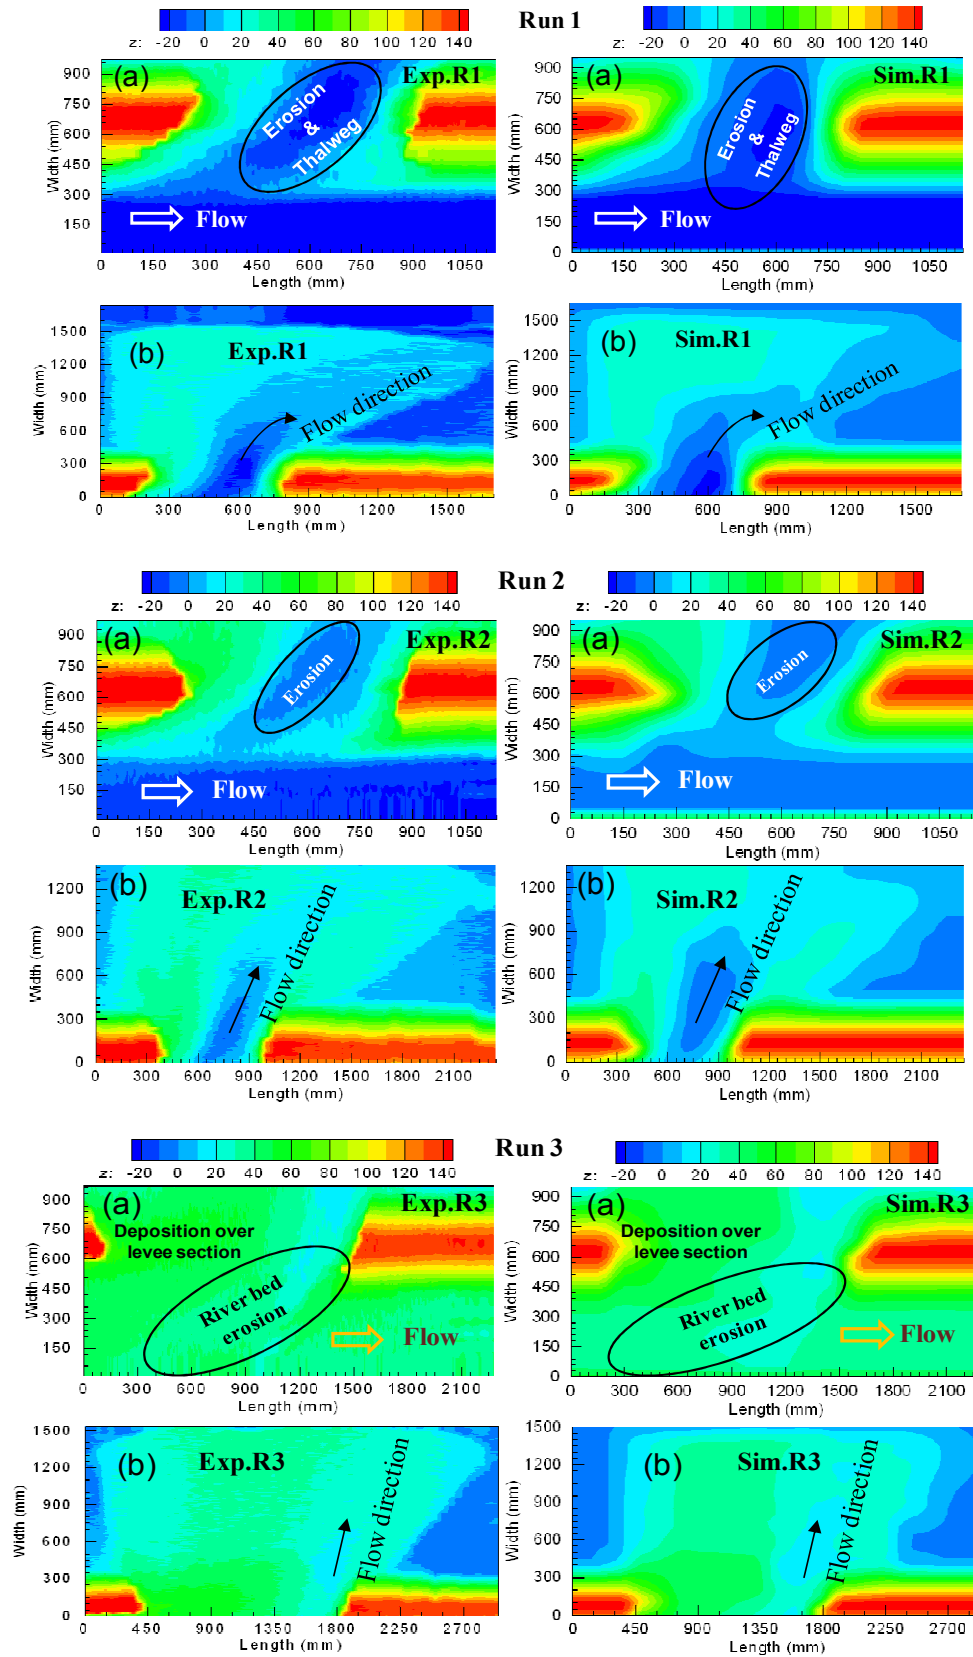 Run 1
z: -20 0 20 40 60 80 100 120 140
z: -20 0 20 40 60 80 100 120 140
(a) Exp.R1
Erosion
&
Thalweg
Flow
Width (mm)
900
750
600
450
300
150
0 150 300 450 600 750 900 1050
Length (mm)
(a) Sim.R1
Erosion
&
Thalweg
Flow
Width (mm)
900
750
600
450
300
150
0
0 150 300 450 600 750 900 1050
Length (mm)
(b) Exp.R1
Flow direction
Width (mm)
1500
1200
900
600
300
0
0 300 600 900 1200 1500
Length (mm)
(b) Sim.R1
Flow direction
Width (mm)
1500
1200
900
600
300
0
0 300 600 900 1200 1500
Length (mm)
Run 2
z: -20 0 20 40 60 80 100 120 140
z: -20 0 20 40 60 80 100 120 140
(a) Exp.R2
Erosion
Flow
Width (mm)
900
750
600
450
300
150
0 150 300 450 600 750 900 1050
Length (mm)
(a) Sim.R2
Erosion
Flow
Width (mm)
900
750
600
450
300
150
0
0 150 300 450 600 750 900 1050
Length (mm)
(b) Exp.R2
Flow direction
Width (mm)
1200
900
600
300
0
0 300 600 900 1200 1500 1800 2100
Length (mm)
(b) Sim.R2
Flow direction
Width (mm)
1200
900
600
300
0
0 300 600 900 1200 1500 1800 2100
Length (mm)
Run 3
z: -20 0 20 40 60 80 100 120 140
z: -20 0 20 40 60 80 100 120 140
(a) Exp.R3
Deposition over
levee section
River bed
erosion
Flow
Width (mm)
900
750
600
450
300
150
0 300 600 900 1200 1500 1800 2100
Length (mm)
(a) Sim.R3
Deposition over
levee section
River bed
erosion
Flow
Width (mm)
900
750
600
450
300
150
0
0 300 600 900 1200 1500 1800 2100
Length (mm)
(b) Exp.R3
Flow direction
Width (mm)
1500
1200
900
600
300
0
0 450 900 1350 1800 2250 2700
Length (mm)
(b) Sim.R3
Flow direction
Width (mm)
1500
1200
900
600
300
0
0 450 900 1350 1800 2250 2700
Length (mm)